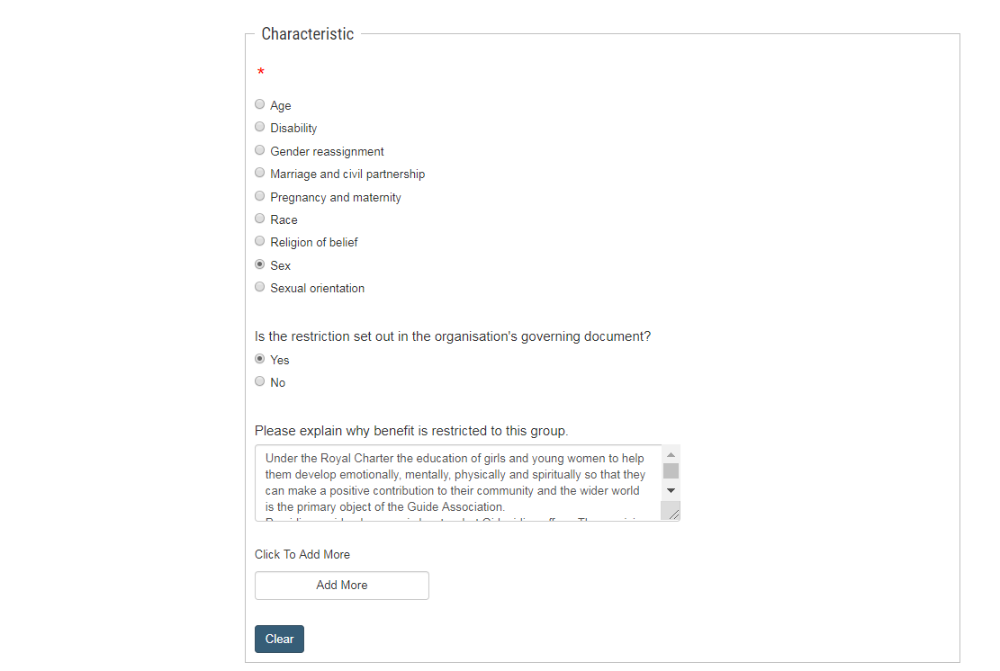 Characteristic
*
Age
Disability
Gender reassignment
Marriage and civil partnership
Pregnancy and maternity
Race
Religion of belief
Sex
Sexual orientation
Is the restriction set out in the organisation's governing document?
Yes
No
Please explain why benefit is restricted to this group.
Under the Royal Charter the education of girls and young women to help
them develop emotionally, mentally, physically and spiritually so that they
can make a positive contribution to their community and the wider world
is the primary object of the Guide Association.
Click To Add More
Add More
Clear